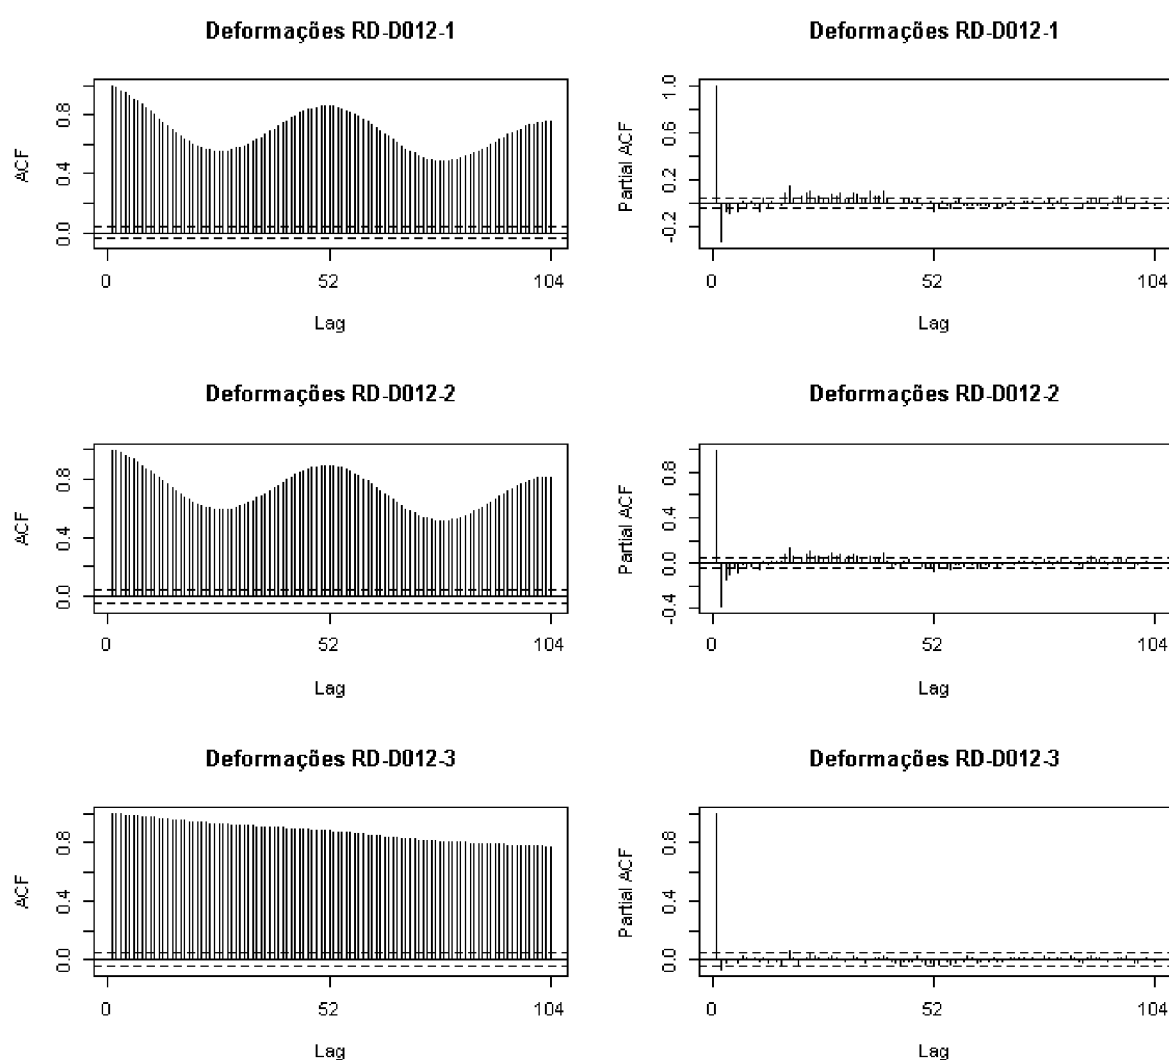 Deformações RD-D012-1
ACF
0.0 0.4 0.8
0 52 104
Lag
Deformações RD-D012-1
Partial ACF
-0.2 0.2 0.6 1.0
0 52 104
Lag
Deformações RD-D012-2
ACF
0.0 0.4 0.8
0 52 104
Lag
Deformações RD-D012-2
Partial ACF
-0.4 0.0 0.4 0.8
0 52 104
Lag
Deformações RD-D012-3
ACF
0.0 0.4 0.8
0 52 104
Lag
Deformações RD-D012-3
Partial ACF
0.0 0.4 0.8
0 52 104
Lag